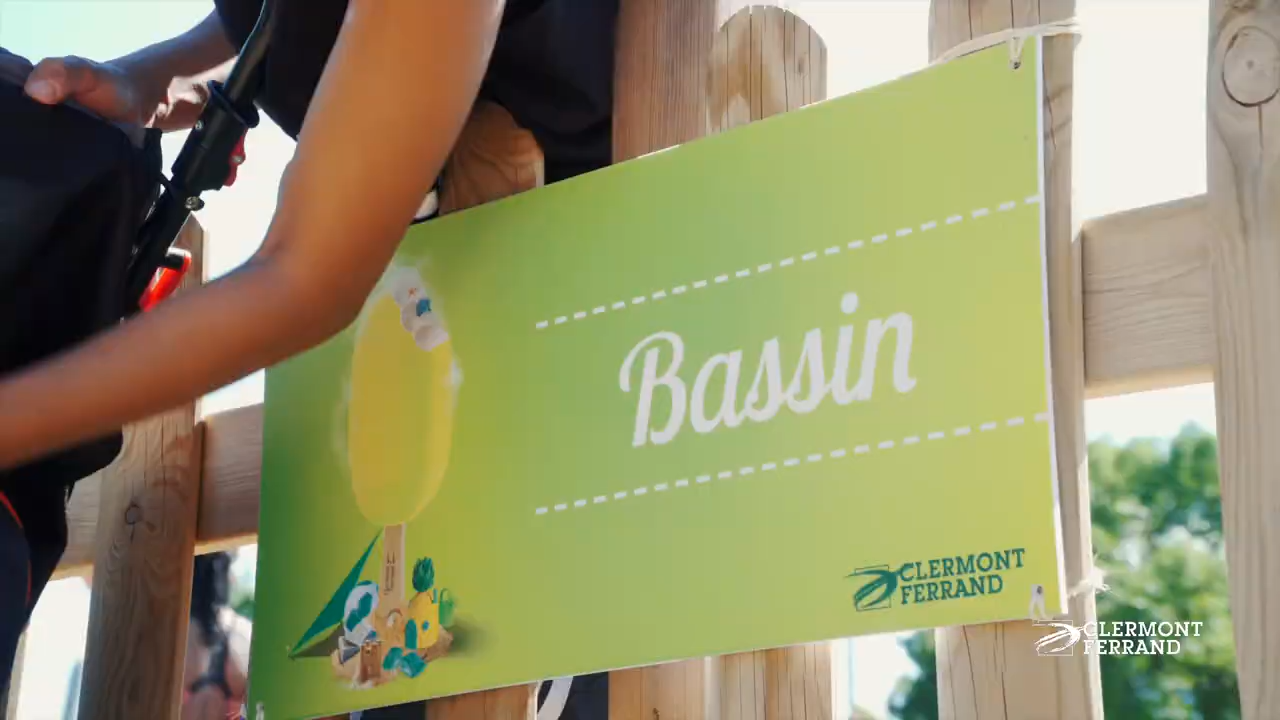 Bassin
CLERMONT
FERRAND
CLERMONT
FERRAND